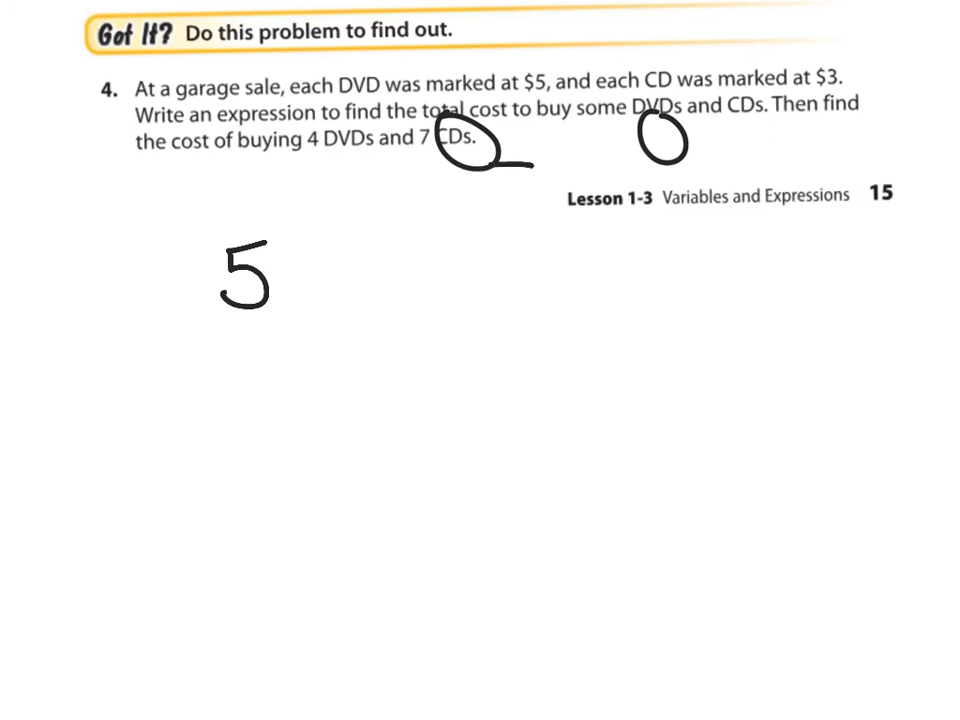 Got It? Do this problem to find out.
4. At a garage sale, each DVD was marked at $5, and each CD was marked at $3.
Write an expression to find the total cost to buy some DVDs and CDs. Then find
the cost of buying 4 DVDs and 7 CDs.
Lesson 1-3 Variables and Expressions 15
5